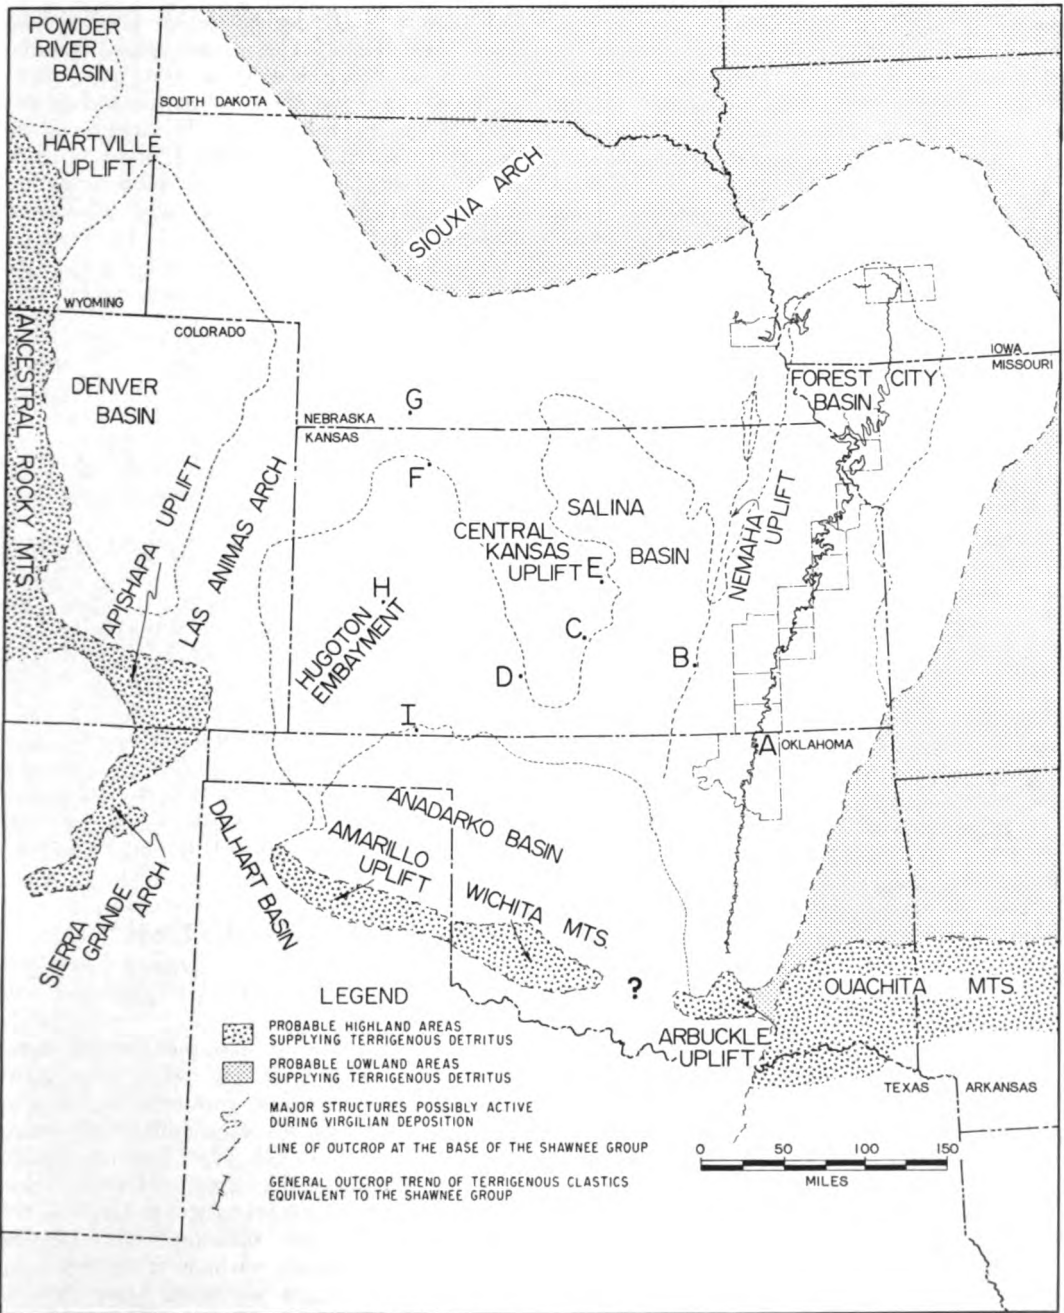 POWDER
RIVER
BASIN
SOUTH DAKOTA
HARTVILLE
UPLIFT
SIOUXIA ARCH
WYOMING
COLORADO
ANCESTRAL ROCKY MTS.
DENVER
BASIN
IOWA
MISSOURI
FOREST CITY
BASIN
G
NEBRASKA
KANSAS
F
APISHAPA UPLIFT
LAS ANIMAS ARCH
SALINA
BASIN
CENTRAL
KANSAS
UPLIFT
E
NEMAHA
UPLIFT
H
HUGOTON
EMBAYMENT
C
B
D
I
A
OKLAHOMA
ANADARKO BASIN
AMARILLO
UPLIFT
WICHITA MTS.
DALHART BASIN
SIERRA
GRANDE
ARCH
?
OUACHITA MTS.
ARBUCKLE
UPLIFT
TEXAS
ARKANSAS
LEGEND
PROBABLE HIGHLAND AREAS
SUPPLYING TERRIGENOUS DETRITUS
PROBABLE LOWLAND AREAS
SUPPLYING TERRIGENOUS DETRITUS
MAJOR STRUCTURES POSSIBLY ACTIVE
DURING VIRGILIAN DEPOSITION
LINE OF OUTCROP AT THE BASE OF THE SHAWNEE GROUP
GENERAL OUTCROP TREND OF TERRIGENOUS CLASTICS
EQUIVALENT TO THE SHAWNEE GROUP
0 50 100 150
MILES